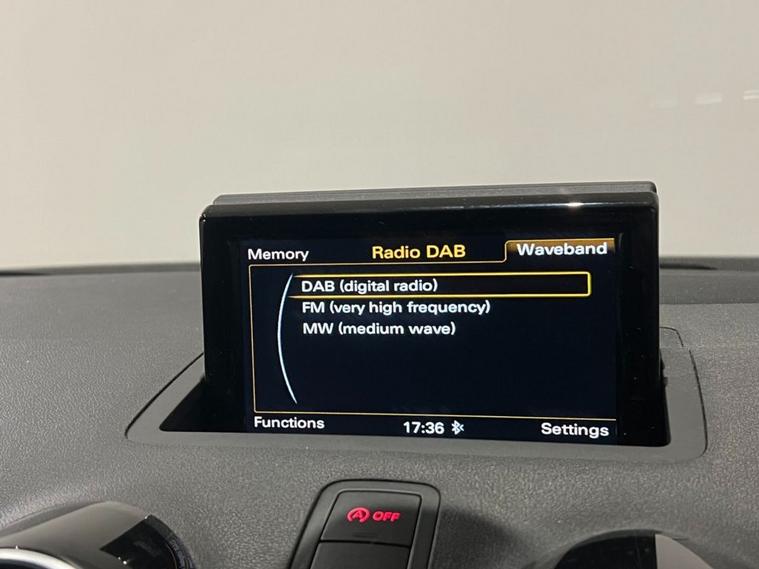 Memory Radio DAB Waveband
DAB (digital radio)
FM (very high frequency)
MW (medium wave)
Functions 17:36 Settings
A OFF